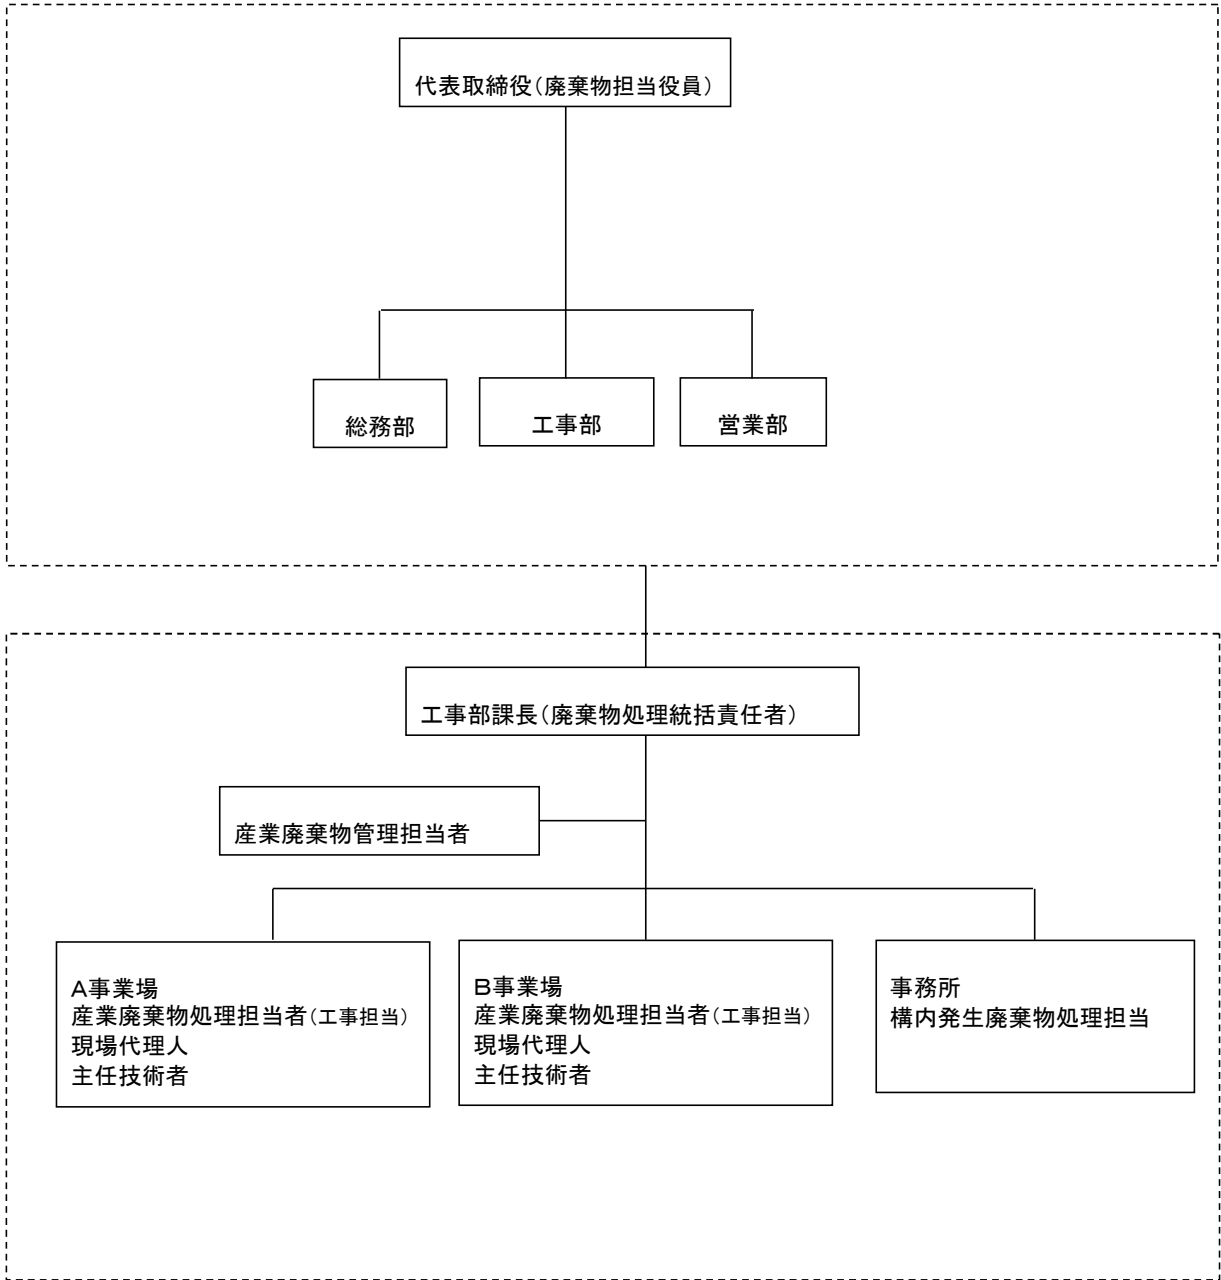 代表取締役(廃棄物担当役員)
総務部
工事部
営業部
工事部課長(廃棄物処理統括責任者)
産業廃棄物管理担当者
A事業場
産業廃棄物処理担当者(工事担当)
現場代理人
主任技術者
B事業場
産業廃棄物処理担当者(工事担当)
現場代理人
主任技術者
事務所
構内発生廃棄物処理担当